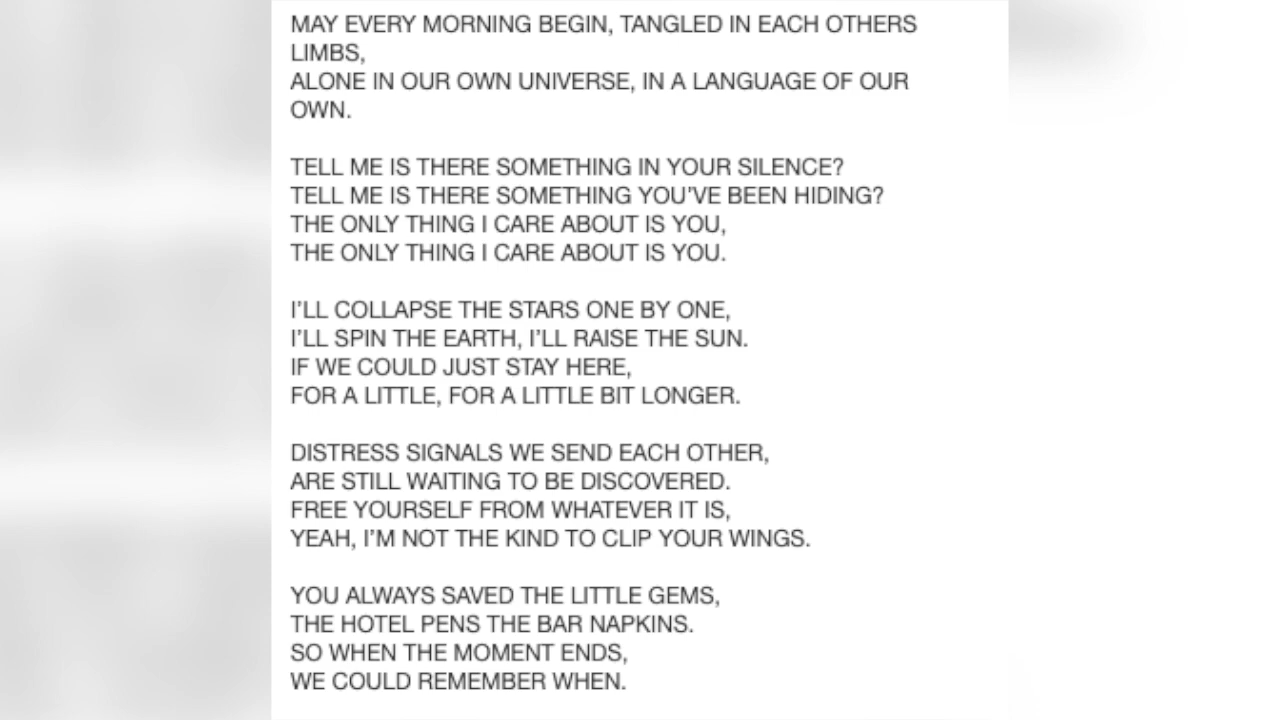 MAY EVERY MORNING BEGIN, TANGLED IN EACH OTHERS
LIMBS,
ALONE IN OUR OWN UNIVERSE, IN A LANGUAGE OF OUR
OWN.
TELL ME IS THERE SOMETHING IN YOUR SILENCE?
TELL ME IS THERE SOMETHING YOU'VE BEEN HIDING?
THE ONLY THING I CARE ABOUT IS YOU,
THE ONLY THING I CARE ABOUT IS YOU.
I'LL COLLAPSE THE STARS ONE BY ONE,
I'LL SPIN THE EARTH, I'LL RAISE THE SUN.
IF WE COULD JUST STAY HERE,
FOR A LITTLE, FOR A LITTLE BIT LONGER.
DISTRESS SIGNALS WE SEND EACH OTHER,
ARE STILL WAITING TO BE DISCOVERED.
FREE YOURSELF FROM WHATEVER IT IS,
YEAH, I'M NOT THE KIND TO CLIP YOUR WINGS.
YOU ALWAYS SAVED THE LITTLE GEMS,
THE HOTEL PENS THE BAR NAPKINS.
SO WHEN THE MOMENT ENDS,
WE COULD REMEMBER WHEN.